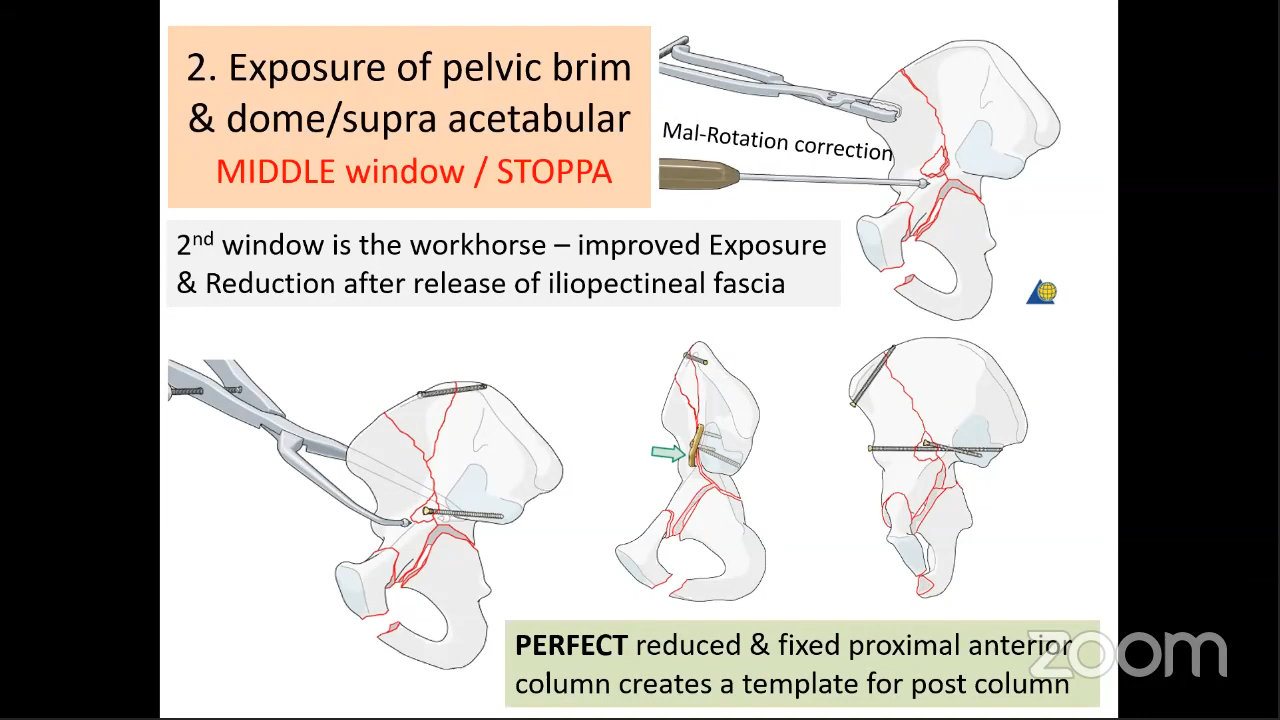 2. Exposure of pelvic brim
& dome/supra acetabular
MIDDLE window / STOPPA
Mal-Rotation correction
2nd window is the workhorse – improved Exposure
& Reduction after release of iliopectineal fascia
PERFECT reduced & fixed proximal anterior
column creates a template for post column
zoom